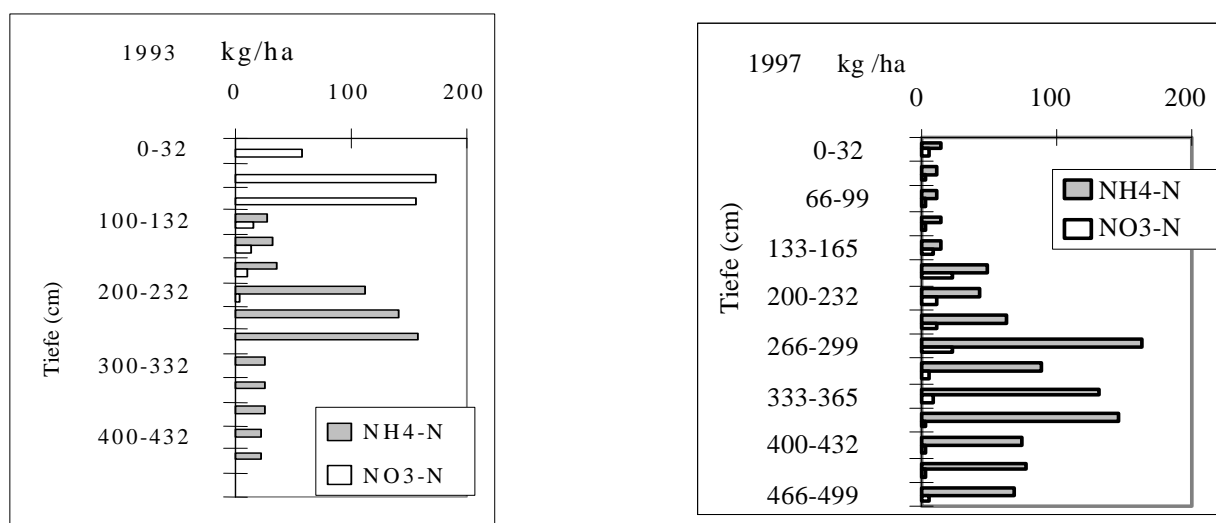 1993 kg/ha
0 100 200
0-32
100-132
200-232
300-332
400-432
Tiefe (cm)
NH4-N
NO3-N
1997 kg /ha
0 100 200
0-32
66-99
133-165
200-232
266-299
333-365
400-432
466-499
Tiefe (cm)
NH4-N
NO3-N